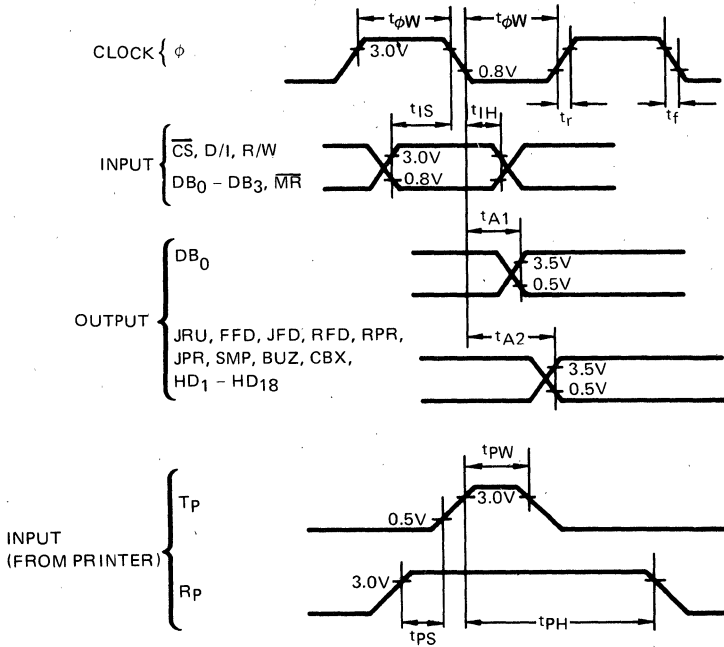 tφW tφW
CLOCK { φ
3.0V
0.8V
tIS tIH tr tf
INPUT
CS, D/I, R/W
DB0 – DB3, MR
3.0V
0.8V
tA1
DB0
3.5V
0.5V
OUTPUT
tA2
JRU, FFD, JFD, RFD, RPR,
JPR, SMP, BUZ, CBX,
HD1 – HD18
3.5V
0.5V
tPW
TP
3.0V
0.5V
INPUT
(FROM PRINTER)
RP
3.0V
tPS tPH